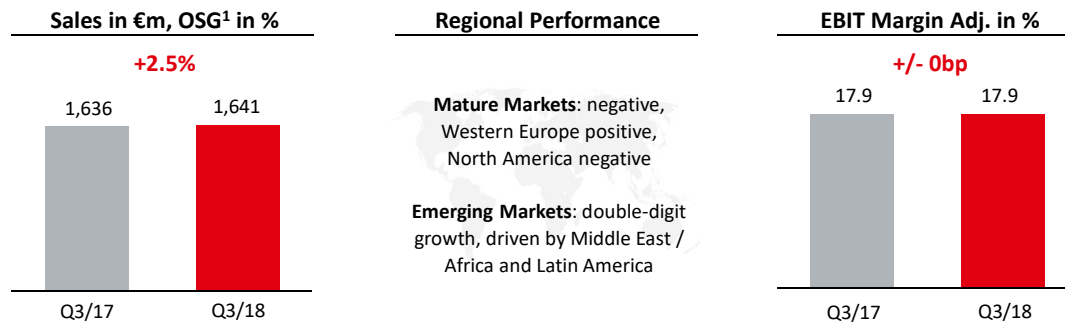 Sales in €m, OSG¹ in %
+2.5%
1,636
1,641
Q3/17
Q3/18
Regional Performance
Mature Markets: negative,
Western Europe positive,
North America negative
Emerging Markets: double-digit
growth, driven by Middle East /
Africa and Latin America
EBIT Margin Adj. in %
+/- 0bp
17.9
17.9
Q3/17
Q3/18